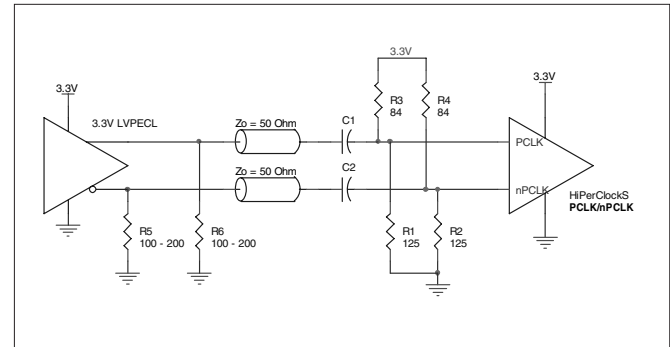 3.3V
3.3V
3.3V
3.3V LVPECL
R3
84
R4
84
Zo = 50 Ohm
C1
PCLK
Zo = 50 Ohm
C2
nPCLK
HiPerClockS
PCLK/nPCLK
R5
100 - 200
R6
100 - 200
R1
125
R2
125